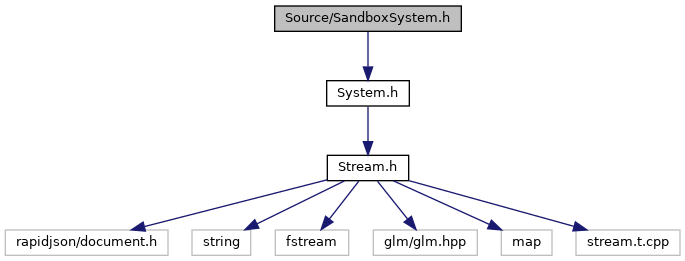 Source/SandboxSystem.h
System.h
Stream.h
rapidjson/document.h
string
fstream
glm/glm.hpp
map
stream.t.cpp